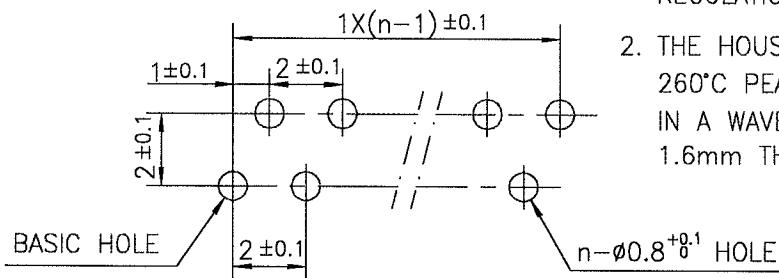 REGULATIO
1X(n-1) ±0.1
2. THE HOUS
1±0.1
2 ±0.1
260°C PEA
IN A WAVE
2 ±0.1
1.6mm TH
BASIC HOLE
2 ±0.1
n-ø0.8 +0.1 0 HOLE